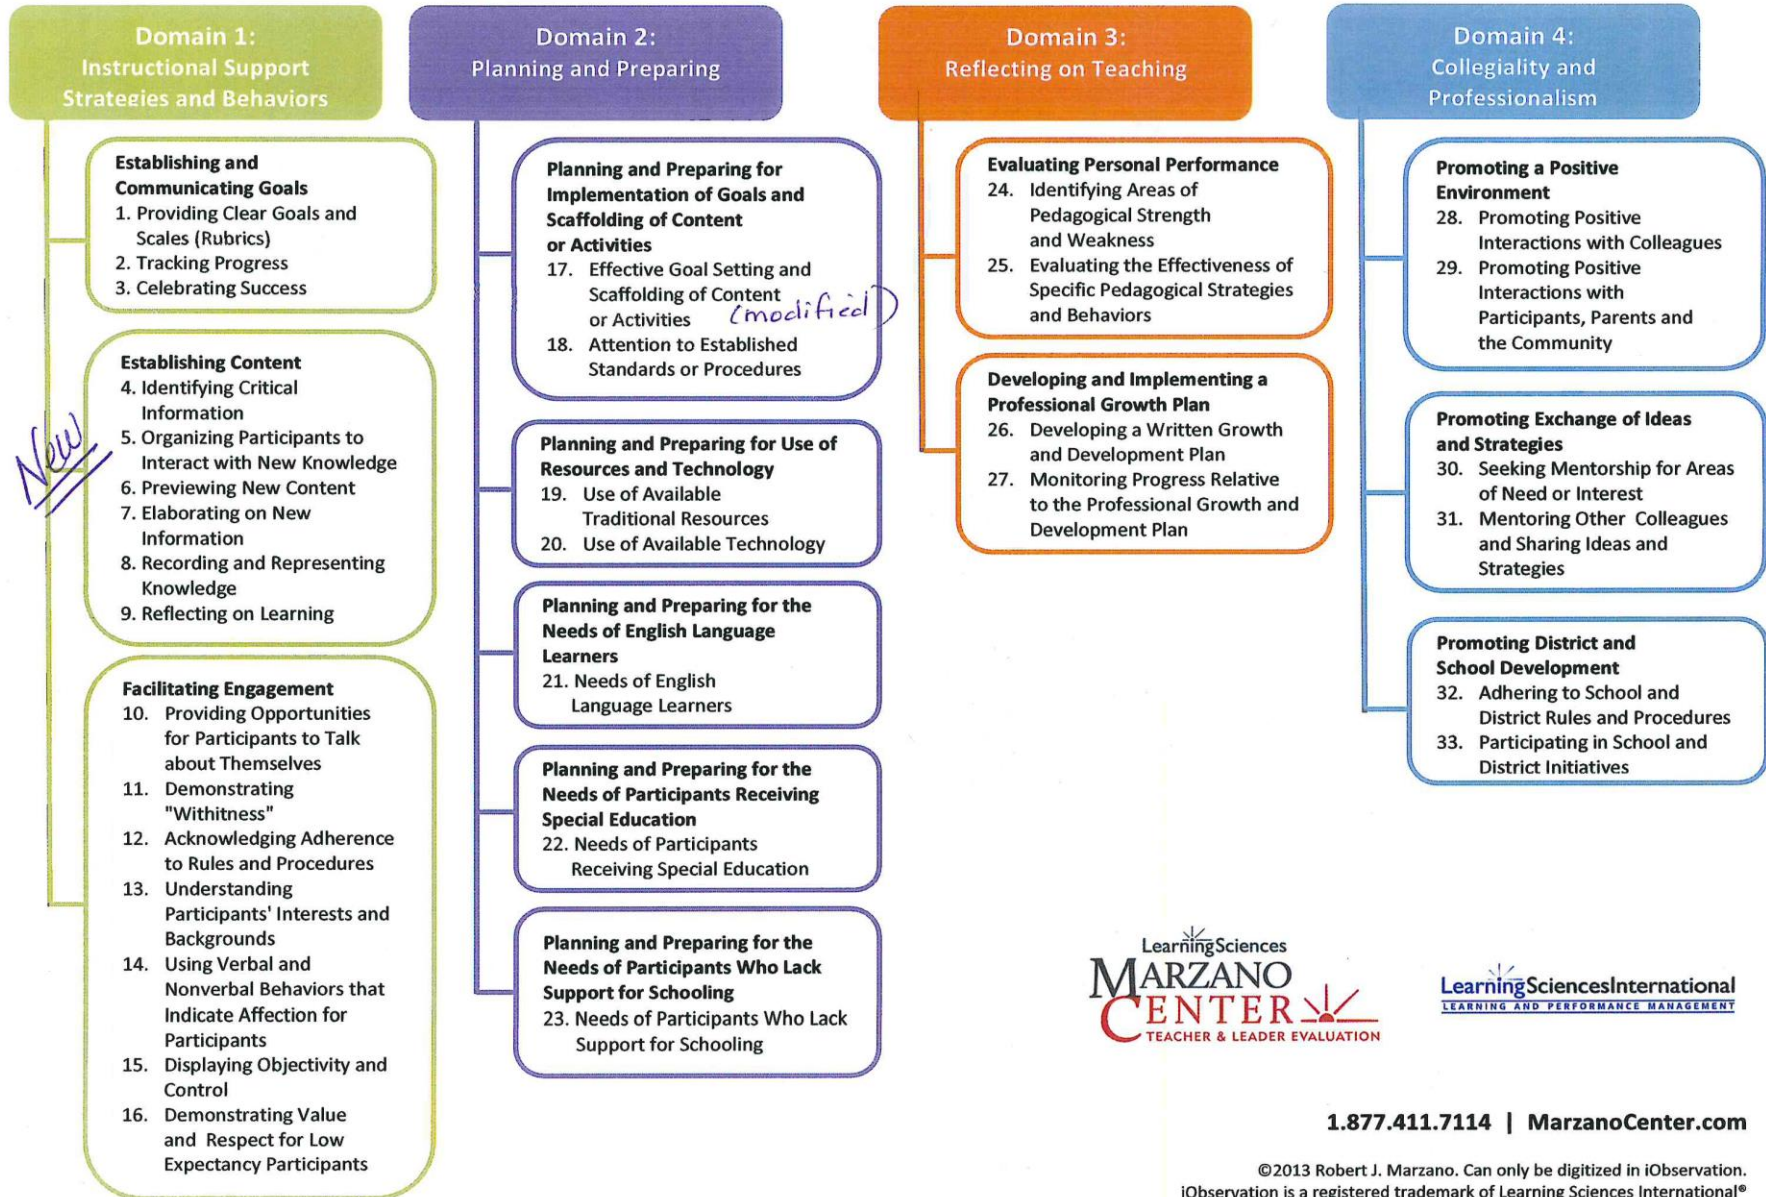 Domain 1:
Instructional Support
Strategies and Behaviors
Establishing and
Communicating Goals
1. Providing Clear Goals and
Scales (Rubrics)
2. Tracking Progress
3. Celebrating Success
New
Establishing Content
4. Identifying Critical
Information
5. Organizing Participants to
Interact with New Knowledge
6. Previewing New Content
7. Elaborating on New
Information
8. Recording and Representing
Knowledge
9. Reflecting on Learning
Facilitating Engagement
10. Providing Opportunities
for Participants to Talk
about Themselves
11. Demonstrating
"Withitness"
12. Acknowledging Adherence
to Rules and Procedures
13. Understanding
Participants' Interests and
Backgrounds
14. Using Verbal and
Nonverbal Behaviors that
Indicate Affection for
Participants
15. Displaying Objectivity and
Control
16. Demonstrating Value
and Respect for Low
Expectancy Participants
Domain 2:
Planning and Preparing
Planning and Preparing for
Implementation of Goals and
Scaffolding of Content
or Activities
17. Effective Goal Setting and
Scaffolding of Content
or Activities (modified)
18. Attention to Established
Standards or Procedures
Planning and Preparing for Use of
Resources and Technology
19. Use of Available
Traditional Resources
20. Use of Available Technology
Planning and Preparing for the
Needs of English Language
Learners
21. Needs of English
Language Learners
Planning and Preparing for the
Needs of Participants Receiving
Special Education
22. Needs of Participants
Receiving Special Education
Planning and Preparing for the
Needs of Participants Who Lack
Support for Schooling
23. Needs of Participants Who Lack
Support for Schooling
Domain 3:
Reflecting on Teaching
Evaluating Personal Performance
24. Identifying Areas of
Pedagogical Strength
and Weakness
25. Evaluating the Effectiveness of
Specific Pedagogical Strategies
and Behaviors
Developing and Implementing a
Professional Growth Plan
26. Developing a Written Growth
and Development Plan
27. Monitoring Progress Relative
to the Professional Growth and
Development Plan
Domain 4:
Collegiality and
Professionalism
Promoting a Positive
Environment
28. Promoting Positive
Interactions with Colleagues
29. Promoting Positive
Interactions with
Participants, Parents and
the Community
Promoting Exchange of Ideas
and Strategies
30. Seeking Mentorship for Areas
of Need or Interest
31. Mentoring Other Colleagues
and Sharing Ideas and
Strategies
Promoting District and
School Development
32. Adhering to School and
District Rules and Procedures
33. Participating in School and
District Initiatives
LearningSciences
MARZANO
CENTER
TEACHER & LEADER EVALUATION
LearningSciencesInternational
LEARNING AND PERFORMANCE MANAGEMENT
1.877.411.7114 | MarzanoCenter.com
©2013 Robert J. Marzano. Can only be digitized in iObservation.
iObservation is a registered trademark of Learning Sciences International®